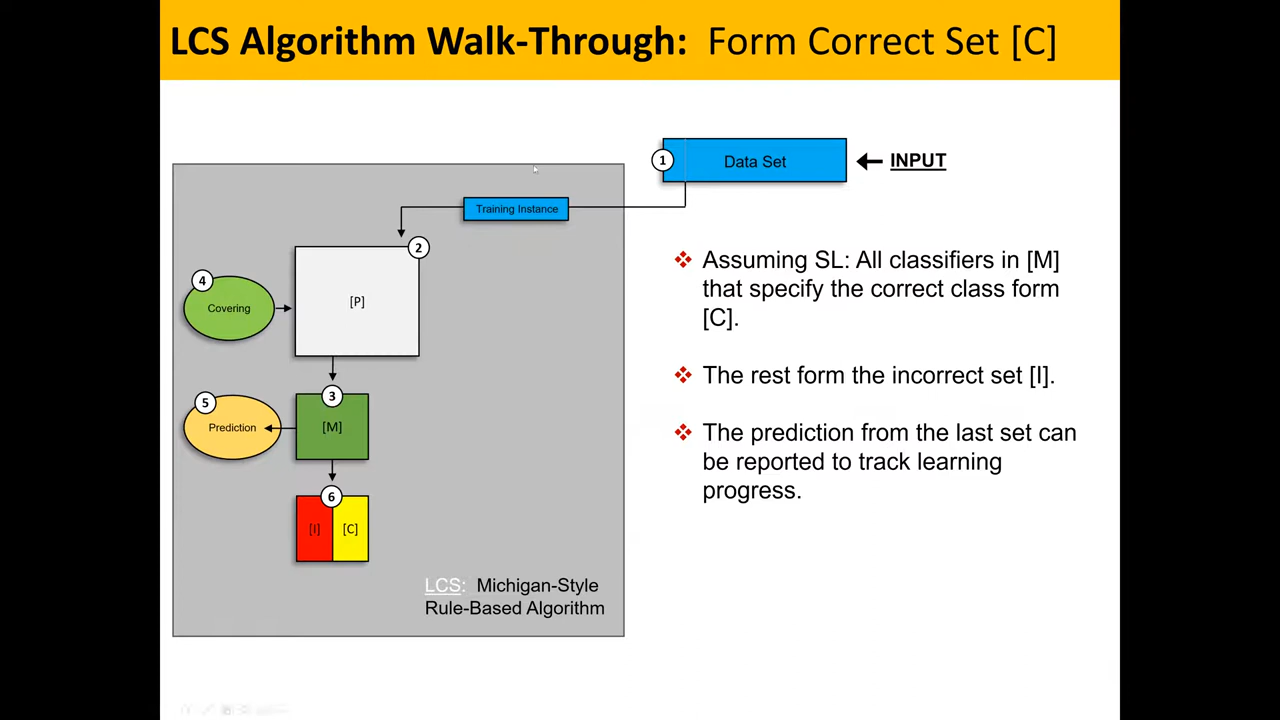 LCS Algorithm Walk-Through: Form Correct Set [C]
1
Data Set
INPUT
Training Instance
2
4
Covering
[P]
5
3
Prediction
[M]
6
[I]
[C]
LCS: Michigan-Style
Rule-Based Algorithm
Assuming SL: All classifiers in [M]
that specify the correct class form
[C].
The rest form the incorrect set [I].
The prediction from the last set can
be reported to track learning
progress.